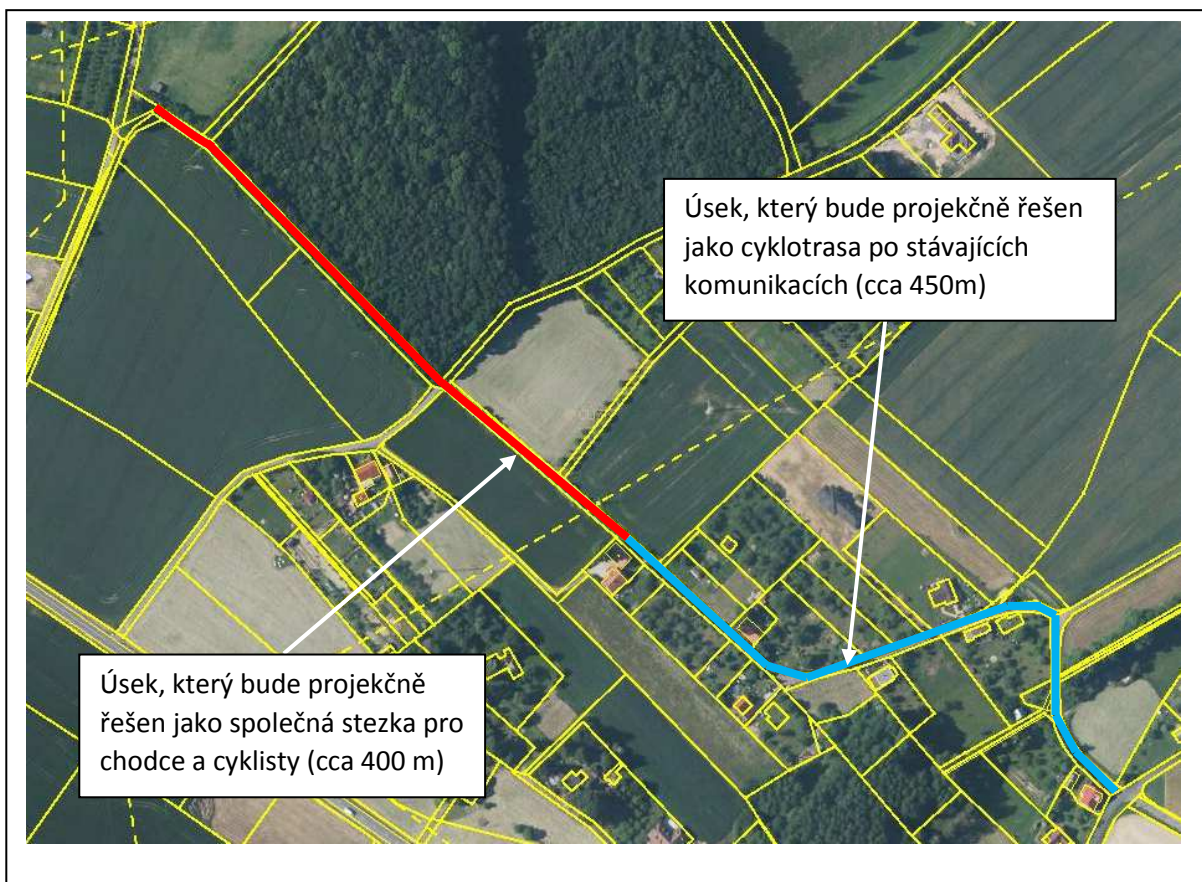 Úsek, který bude projekčně řešen
jako cyklotrasa po stávajících
komunikacích (cca 450m)
Úsek, který bude projekčně
řešen jako společná stezka pro
chodce a cyklisty (cca 400 m)